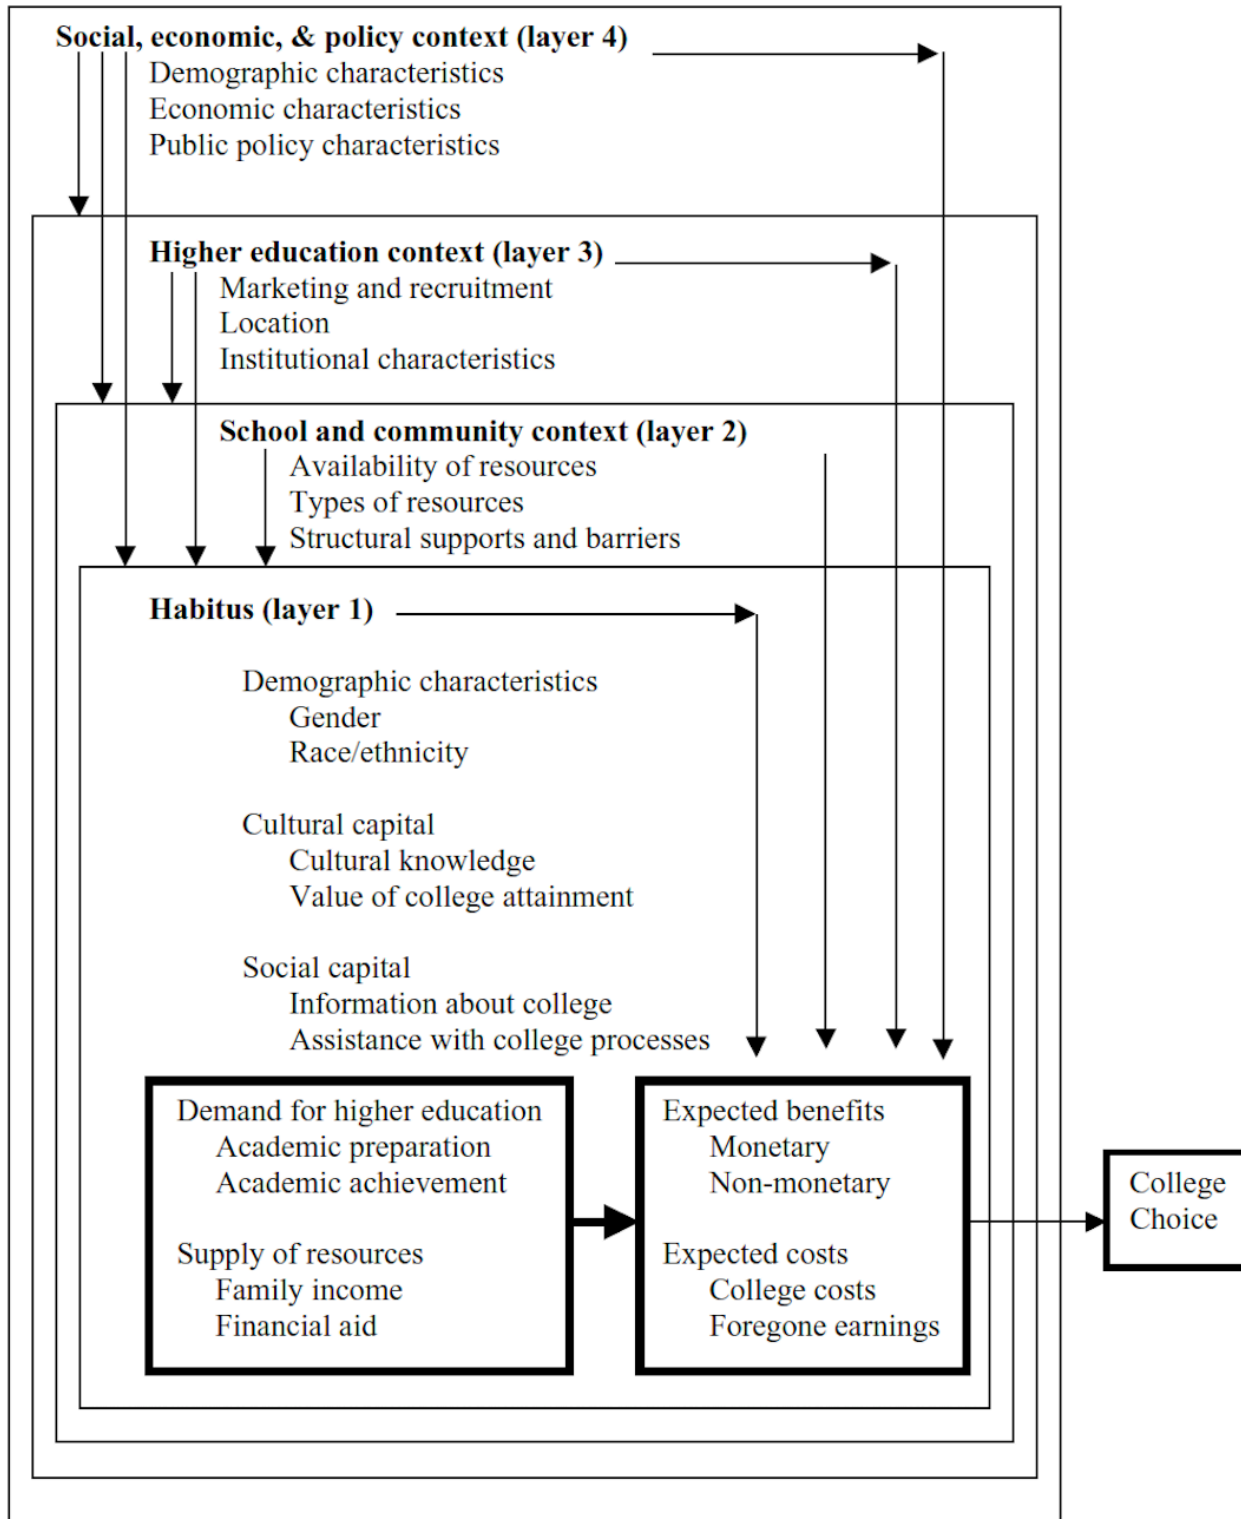 Social, economic, & policy context (layer 4)
Demographic characteristics
Economic characteristics
Public policy characteristics
Higher education context (layer 3)
Marketing and recruitment
Location
Institutional characteristics
School and community context (layer 2)
Availability of resources
Types of resources
Structural supports and barriers
Habitus (layer 1)
Demographic characteristics
Gender
Race/ethnicity
Cultural capital
Cultural knowledge
Value of college attainment
Social capital
Information about college
Assistance with college processes
Demand for higher education
Academic preparation
Academic achievement
Supply of resources
Family income
Financial aid
Expected benefits
Monetary
Non-monetary
Expected costs
College costs
Foregone earnings
College
Choice